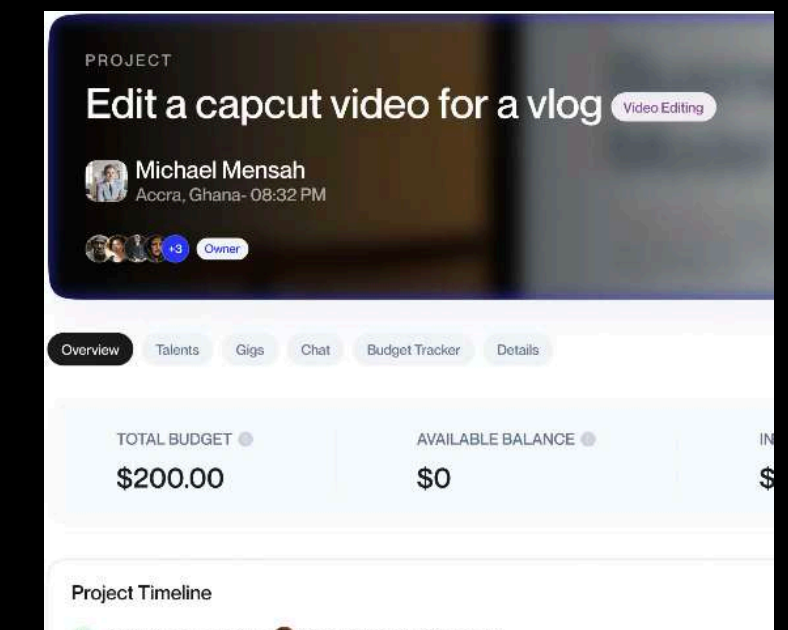 PROJECT
Edit a capcut video for a vlog Video Editing
Michael Mensah
Accra, Ghana- 08:32 PM
+3 Owner
Overview Talents Gigs Chat Budget Tracker Details
TOTAL BUDGET AVAILABLE BALANCE IN
$200.00 $0 $
Project Timeline